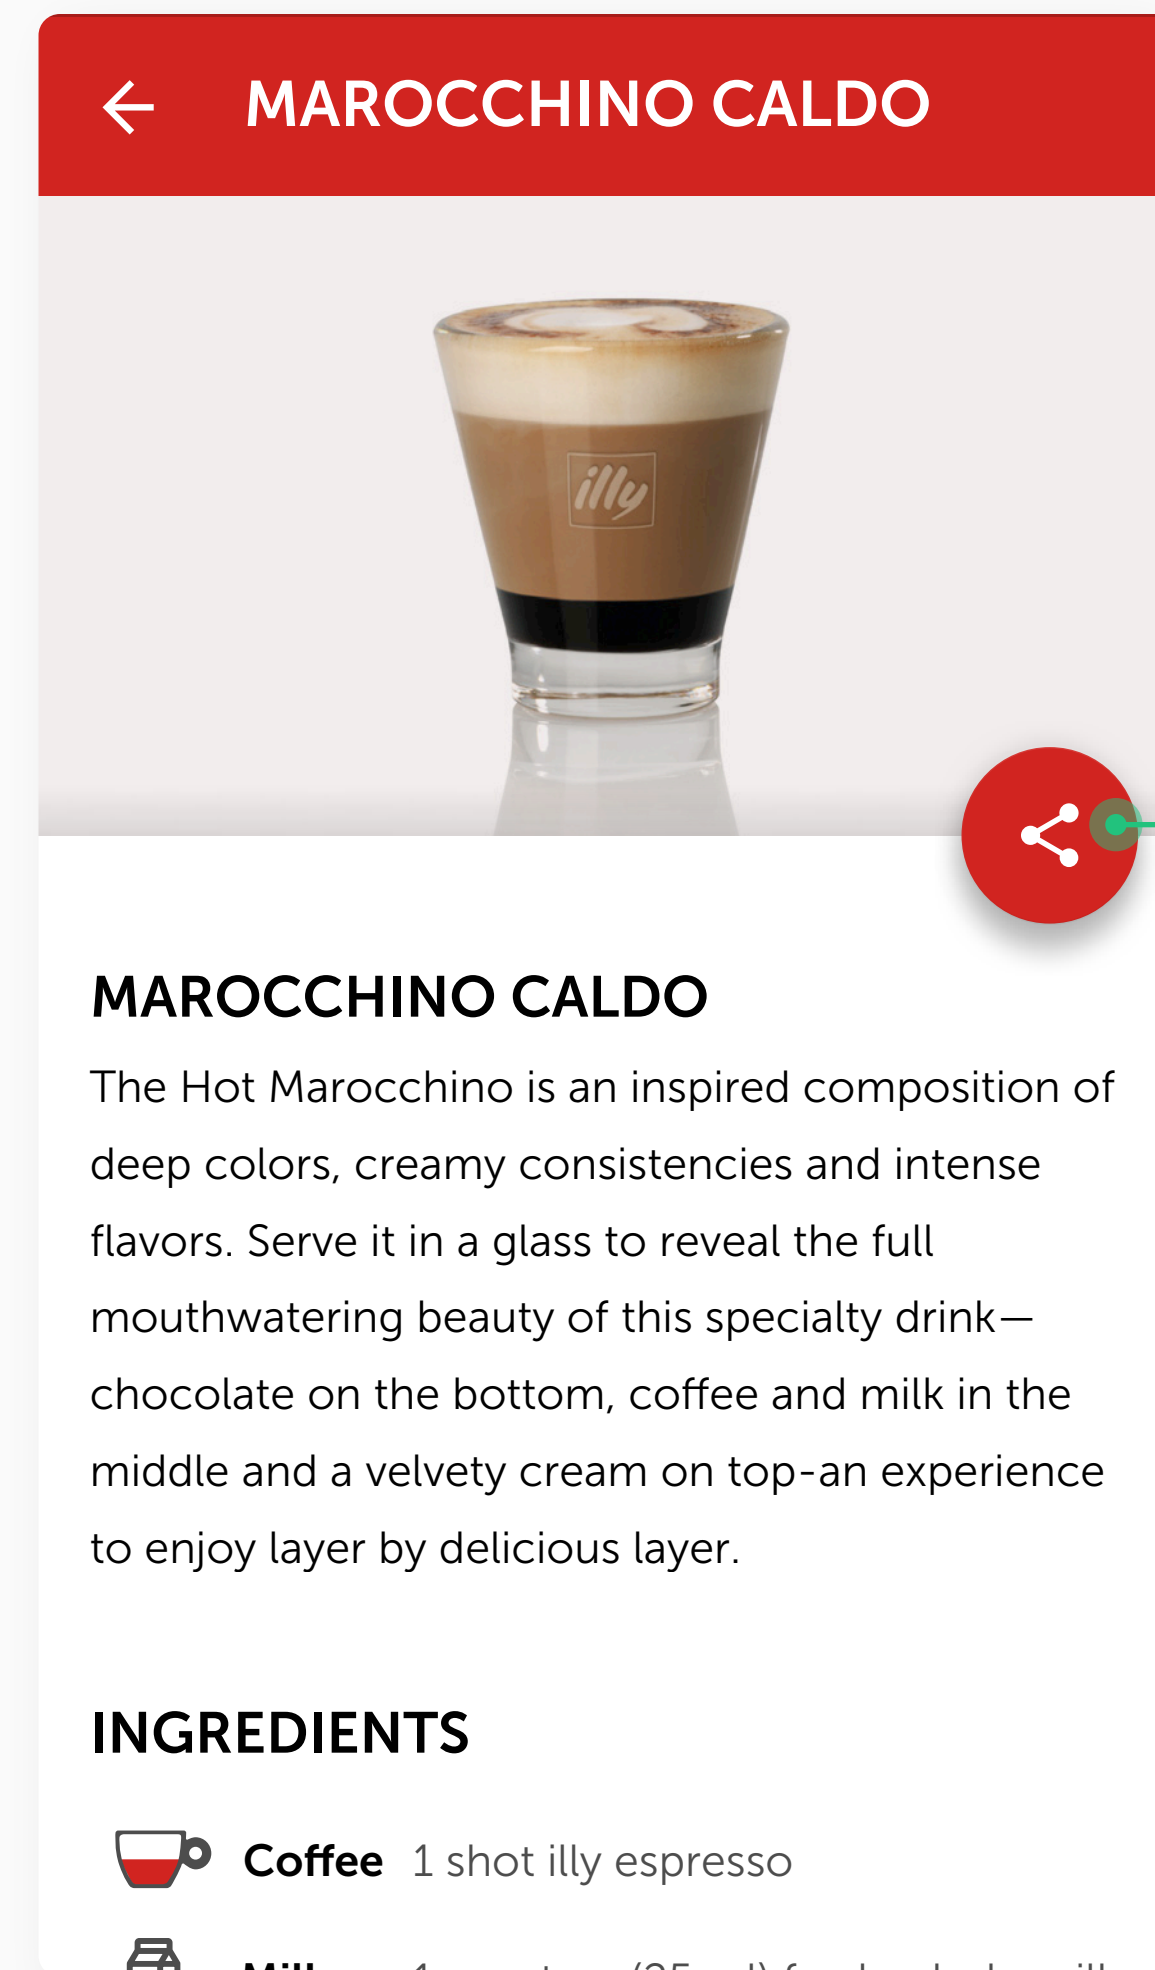 MAROCCHINO CALDO
illy
MAROCCHINO CALDO
The Hot Marocchino is an inspired composition of
deep colors, creamy consistencies and intense
flavors. Serve it in a glass to reveal the full
mouthwatering beauty of this specialty drink—
chocolate on the bottom, coffee and milk in the
middle and a velvety cream on top-an experience
to enjoy layer by delicious layer.
INGREDIENTS
Coffee 1 shot illy espresso